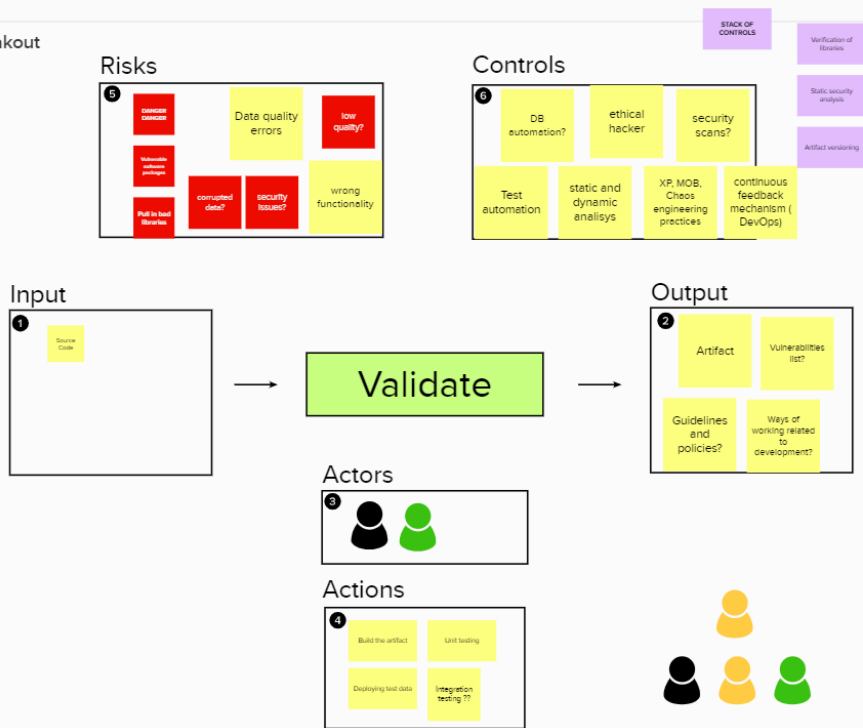 STACK OF
CONTROLS
Verification of
libraries
Static security
analysis
Artifact versioning
Risks
5
DANGER
DANGER
Vulnerable
software
packages
Pull in bad
libraries
Data quality
errors
low
quality?
corrupted
data?
security
issues?
wrong
functionality
Controls
6
DB
automation?
ethical
hacker
security
scans?
Test
automation
static and
dynamic
analisys
XP, MOB,
Chaos
engineering
practices
continuous
feedback
mechanism (
DevOps)
Input
1
Source
Code
Validate
Output
2
Artifact
Vulnerabilities
list?
Guidelines
and
policies?
Ways of
working related
to
development?
Actors
3
Actions
4
Build the artifact
Unit testing
Deploying test data
Integration
testing ??